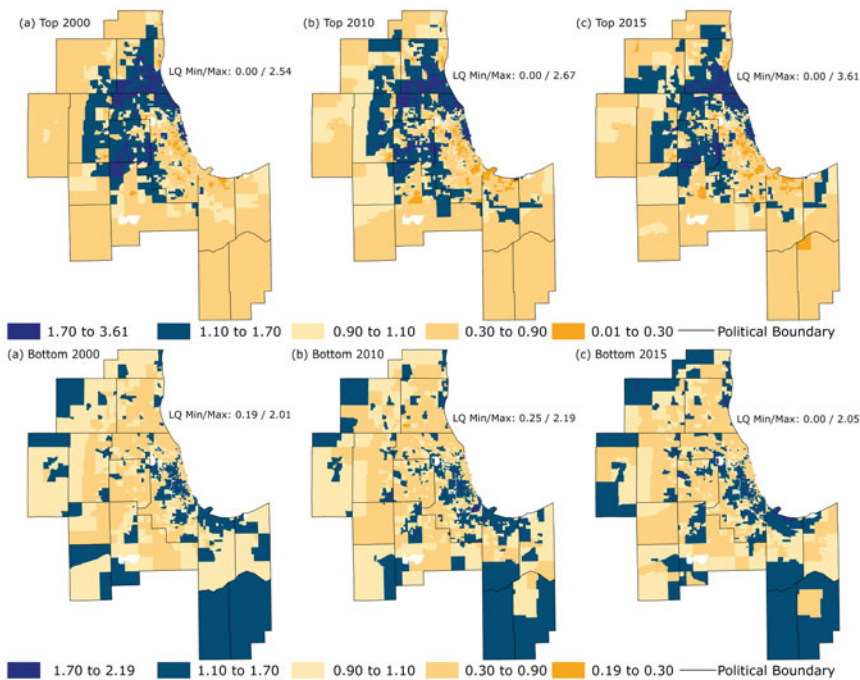 (a) Top 2000
(b) Top 2010
(c) Top 2015
LQ Min/Max: 0.00 / 2.54
LQ Min/Max: 0.00 / 2.67
LQ Min/Max: 0.00 / 3.61
1.70 to 3.61 1.10 to 1.70 0.90 to 1.10 0.30 to 0.90 0.01 to 0.30 Political Boundary
(a) Bottom 2000
(b) Bottom 2010
(c) Bottom 2015
LQ Min/Max: 0.19 / 2.01
LQ Min/Max: 0.25 / 2.19
LQ Min/Max: 0.00 / 2.05
1.70 to 2.19 1.10 to 1.70 0.90 to 1.10 0.30 to 0.90 0.19 to 0.30 Political Boundary